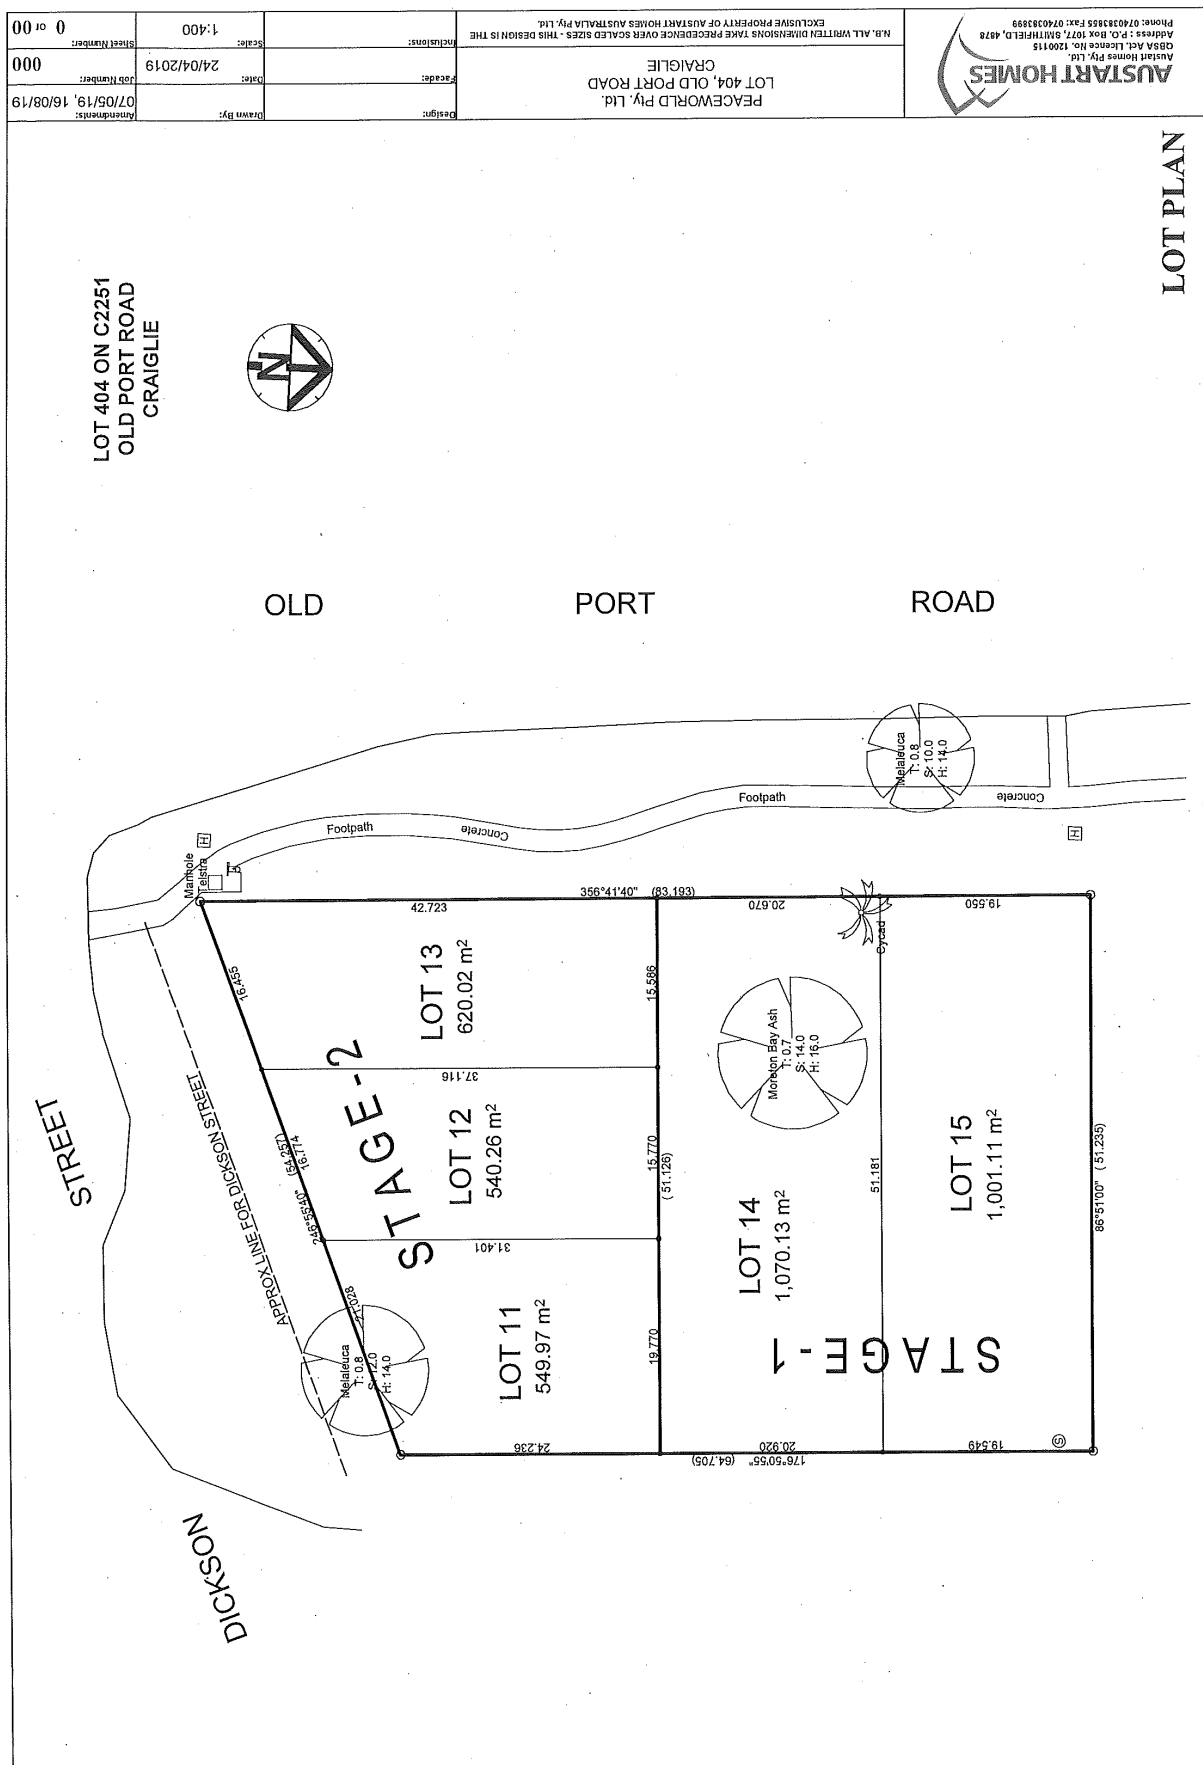 AUSTART HOMES
Austart Homes Pty. Ltd.
QBSA Act. Licence No. 1200115
Address : P.O. Box 1077, SMITHFIELD, 4878
Phone: 0740383855 Fax: 0740383899
PEACEWORLD Pty. Ltd.
LOT 404, OLD PORT ROAD
CRAIGLIE
N.B. ALL WRITTEN DIMENSIONS TAKE PRECEDENCE OVER SCALED SIZES - THIS DESIGN IS THE
EXCLUSIVE PROPERTY OF AUSTART HOMES AUSTRALIA Pty. Ltd.
Design:
Facade:
Inclusions:
Drawn By:
Date:
24/04/2019
Scale:
1:400
Amendments:
07/05/19, 16/08/19
Job Number:
000
Sheet Number:
0 OF 00
LOT PLAN
LOT 404 ON C2251
OLD PORT ROAD
CRAIGLIE
N
OLD PORT ROAD
Melaleuca
T: 0.8
S: 10.0
H: 14.0
Footpath
Concrete
Footpath
Concrete
H
H
Manhole
Telstra
356°41'40" (83.193)
42.723
20.670
19.550
Cycad
16.455
LOT 13
620.02 m²
15.586
37.116
STAGE-2
Moreton Bay Ash
T: 0.7
S: 14.0
H: 16.0
STREET
APPROX LINE FOR DICKSON STREET
246°55'40" (54.257)
16.774
LOT 12
540.26 m²
15.770
(51.126)
31.401
51.181
LOT 14
1,070.13 m²
LOT 15
1,001.11 m²
86°51'00" ( 51.235)
21.028
Melaleuca
T: 0.8
S: 12.0
H: 14.0
LOT 11
549.97 m²
19.770
STAGE-1
24.236
20.920
19.549
176°50'55" (64.705)
S
DICKSON